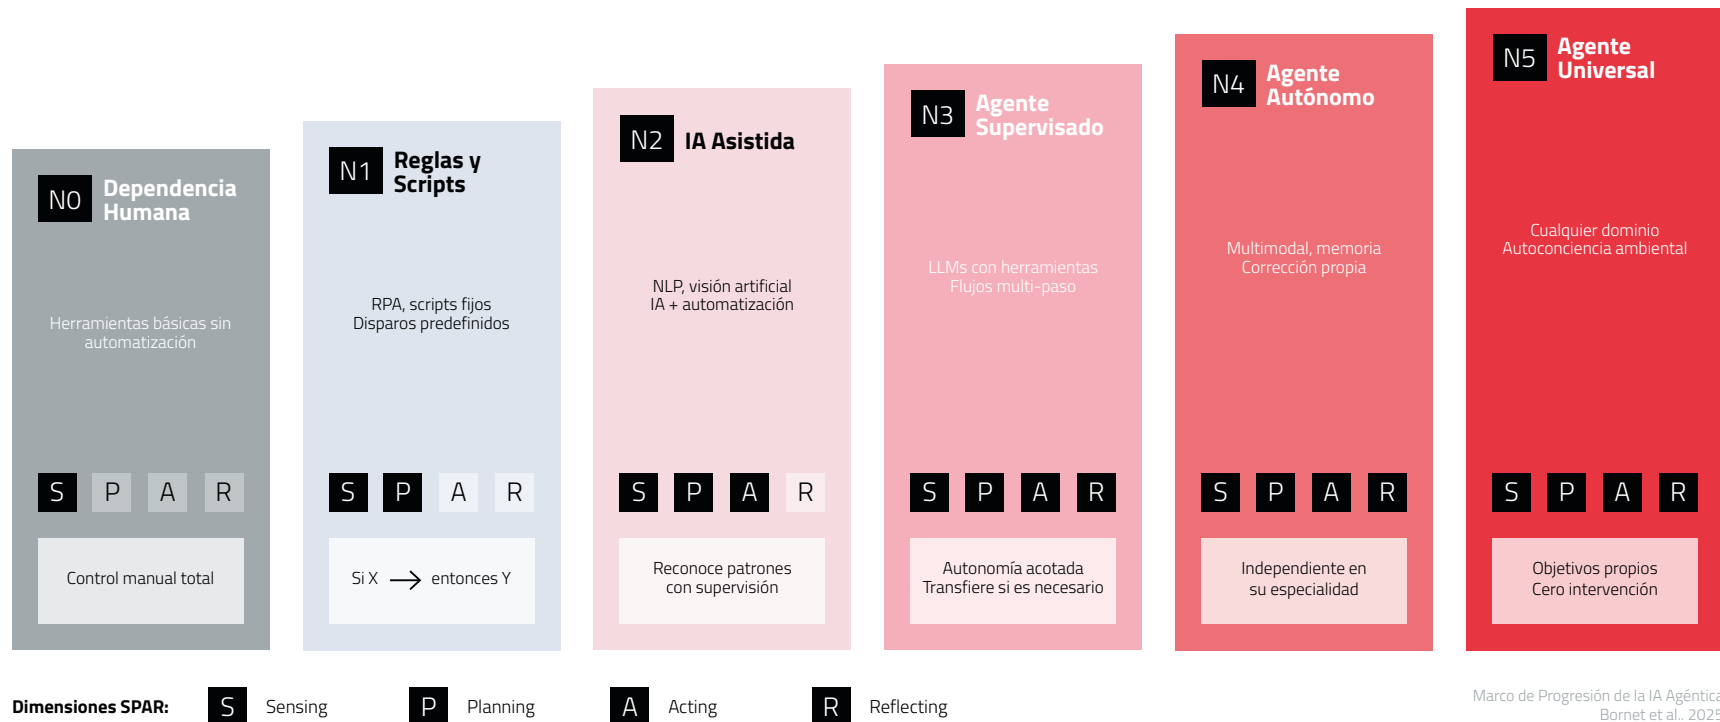 N0
Dependencia
Humana
Herramientas básicas sin
automatización
S P A R
Control manual total
N1
Reglas y
Scripts
RPA, scripts fijos
Disparos predefinidos
S P A R
Si X → entonces Y
N2
IA Asistida
NLP, visión artificial
IA + automatización
S P A R
Reconoce patrones
con supervisión
N3
Agente
Supervisado
LLMs con herramientas
Flujos multi-paso
S P A R
Autonomía acotada
Transfiere si es necesario
N4
Agente
Autónomo
Multimodal, memoria
Corrección propia
S P A R
Independiente en
su especialidad
N5
Agente
Universal
Cualquier dominio
Autoconciencia ambiental
S P A R
Objetivos propios
Cero intervención
Dimensiones SPAR: S Sensing P Planning A Acting R Reflecting
Marco de Progresión de la IA Agéntica
Bornet et al., 2025